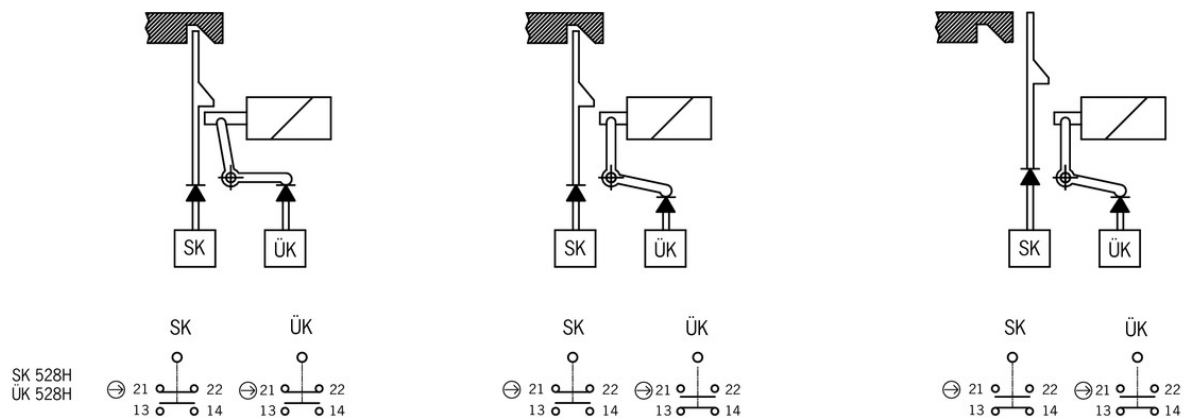 SK ÜK SK ÜK SK ÜK
SK ÜK SK ÜK SK ÜK
SK 528H
ÜK 528H
21 22 21 22 21 22 21 22 21 22 21 22
13 14 13 14 13 14 13 14 13 14 13 14